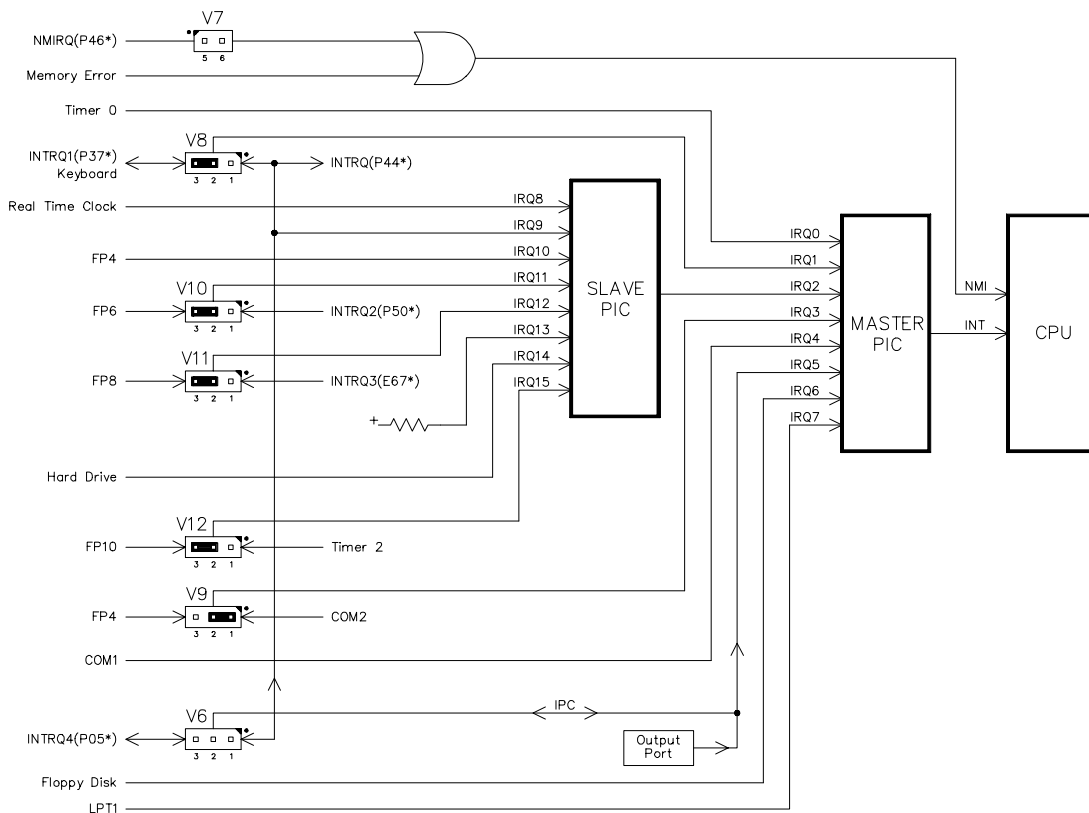 V7
NMIRQ(P46*)
5 6
Memory Error
Timer 0
V8
INTRQ1(P37*)
Keyboard
3 2 1
INTRQ(P44*)
Real Time Clock
IRQ8
IRQ9
FP4
IRQ10
V10
IRQ11
FP6
3 2 1
INTRQ2(P50*)
IRQ12
V11
IRQ13
FP8
3 2 1
INTRQ3(E67*)
IRQ14
IRQ15
SLAVE
PIC
+
Hard Drive
IRQ0
IRQ1
IRQ2
IRQ3
IRQ4
IRQ5
IRQ6
IRQ7
MASTER
PIC
NMI
INT
CPU
V12
FP10
3 2 1
Timer 2
V9
FP4
3 2 1
COM2
COM1
V6
IPC
INTRQ4(P05*)
3 2 1
Output
Port
Floppy Disk
LPT1